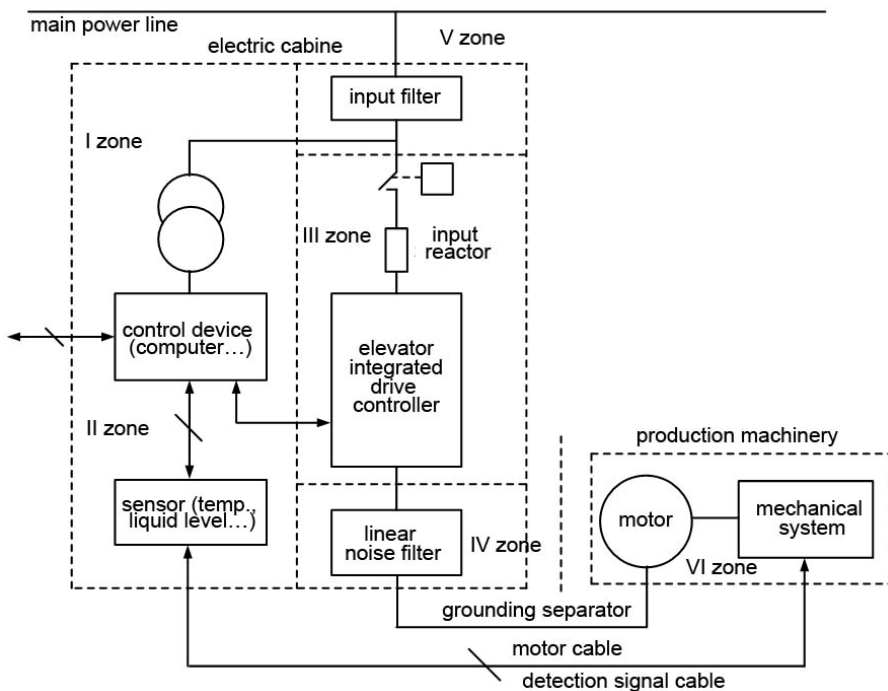 main power line
electric cabine
V zone
input filter
I zone
III zone
input
reactor
control device
(computer…)
elevator
integrated
drive
controller
II zone
production machinery
sensor (temp.,
liquid level…)
linear
noise filter
IV zone
motor
mechanical
system
VI zone
grounding separator
motor cable
detection signal cable